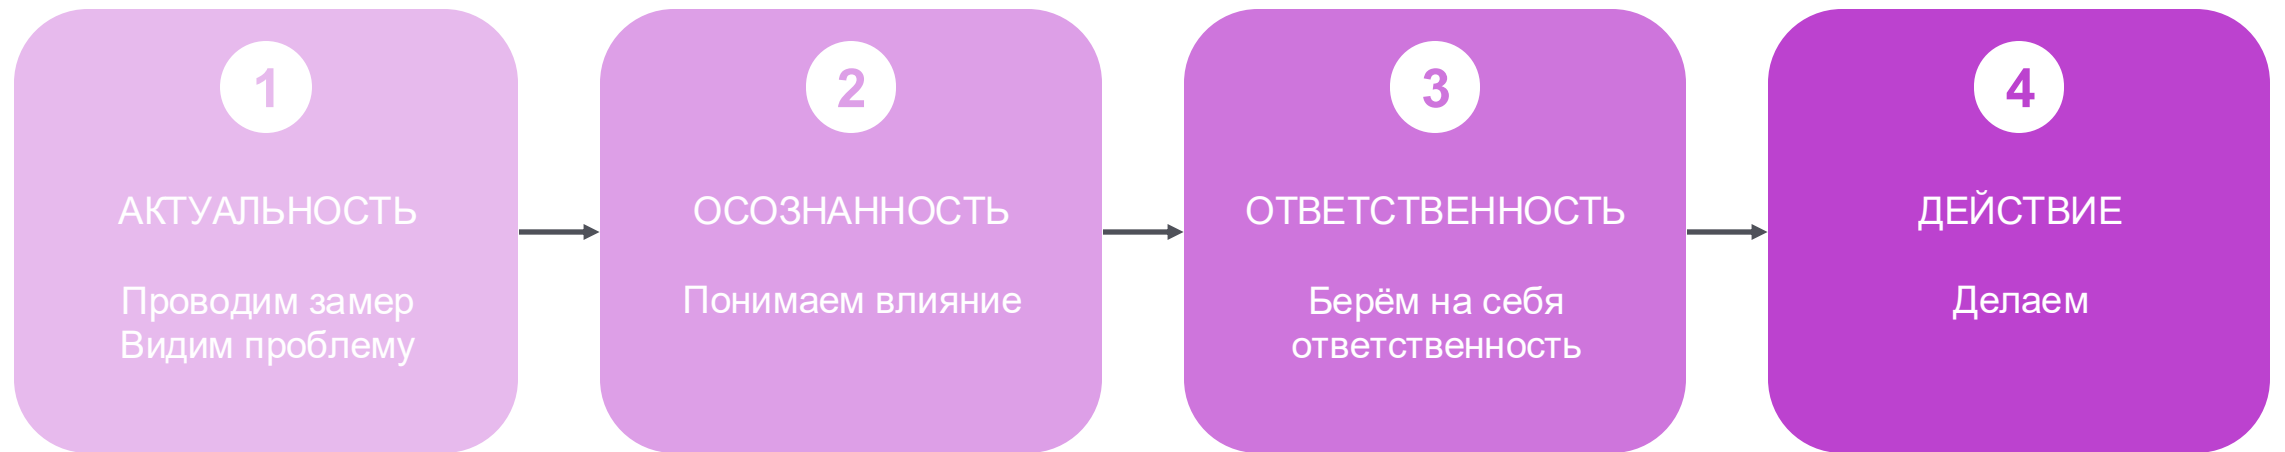 1
АКТУАЛЬНОСТЬ
Проводим замер
Видим проблему
2
ОСОЗНАННОСТЬ
Понимаем влияние
3
ОТВЕТСТВЕННОСТЬ
Берём на себя
ответственность
4
ДЕЙСТВИЕ
Делаем